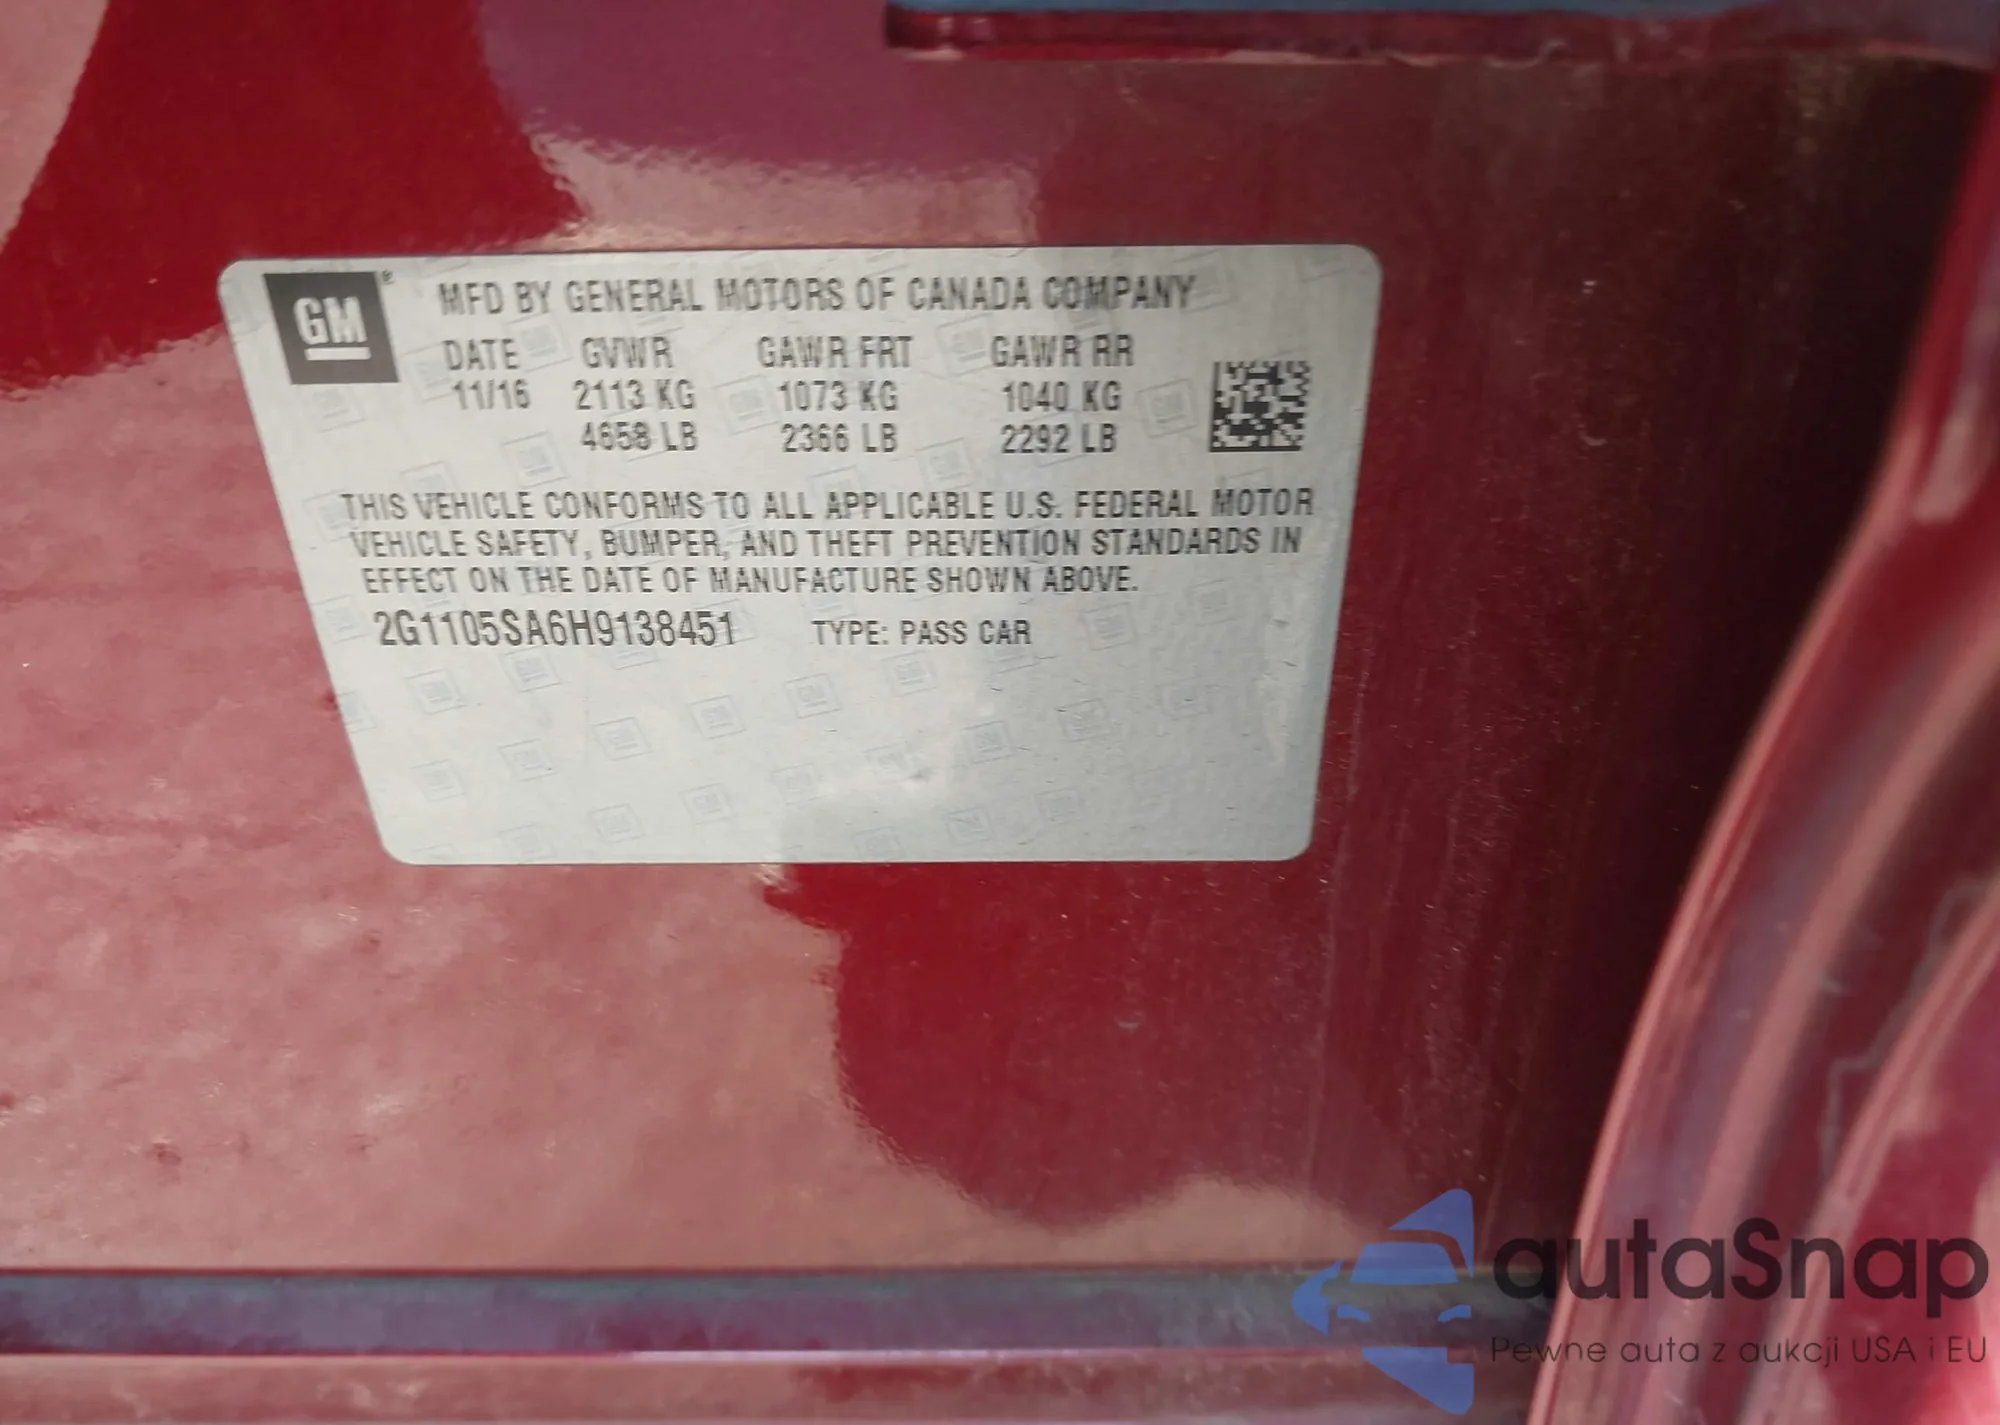 GM ®
MFD BY GENERAL MOTORS OF CANADA COMPANY
DATE GVWR GAWR FRT GAWR RR
11/16 2113 KG 1073 KG 1040 KG
4658 LB 2366 LB 2292 LB
THIS VEHICLE CONFORMS TO ALL APPLICABLE U.S. FEDERAL MOTOR
VEHICLE SAFETY, BUMPER, AND THEFT PREVENTION STANDARDS IN
EFFECT ON THE DATE OF MANUFACTURE SHOWN ABOVE.
2G1105SA6H9138451 TYPE: PASS CAR
autaSnap
Pewne auta z aukcji USA i EU